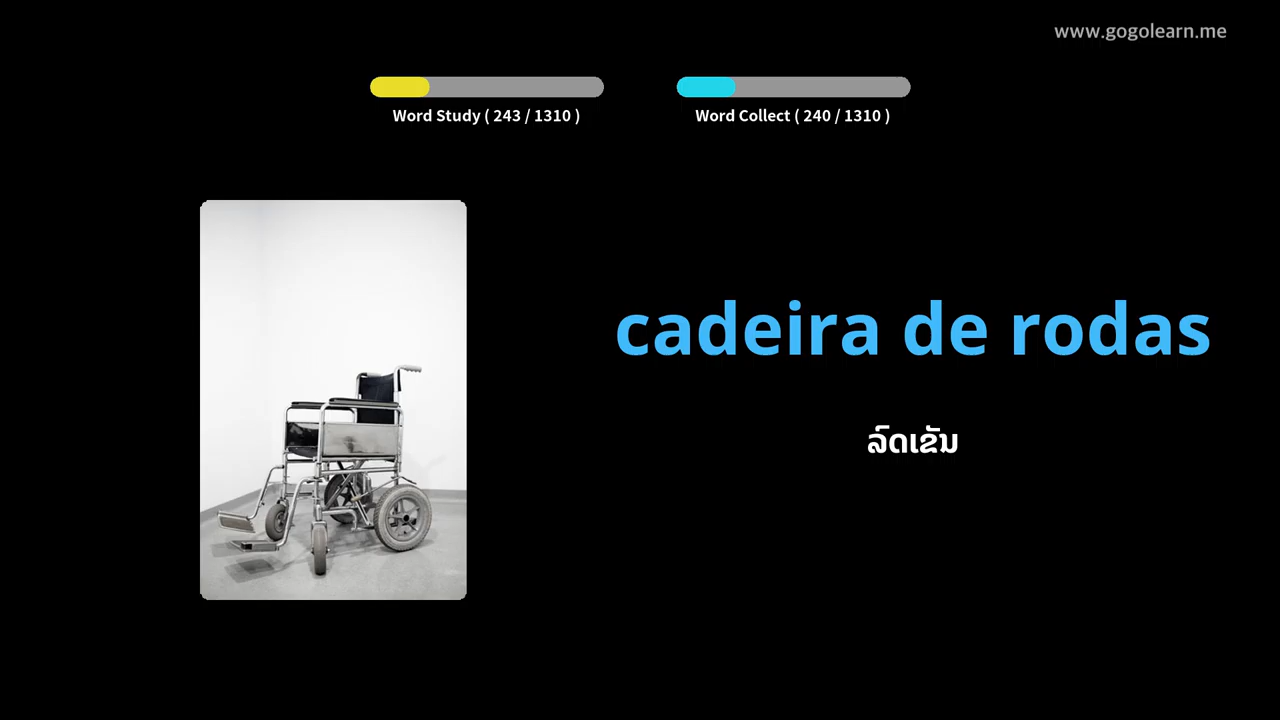 www.gogolearn.me
Word Study ( 243 / 1310 )
Word Collect ( 240 / 1310 )
cadeira de rodas
ລົດເຂັນ